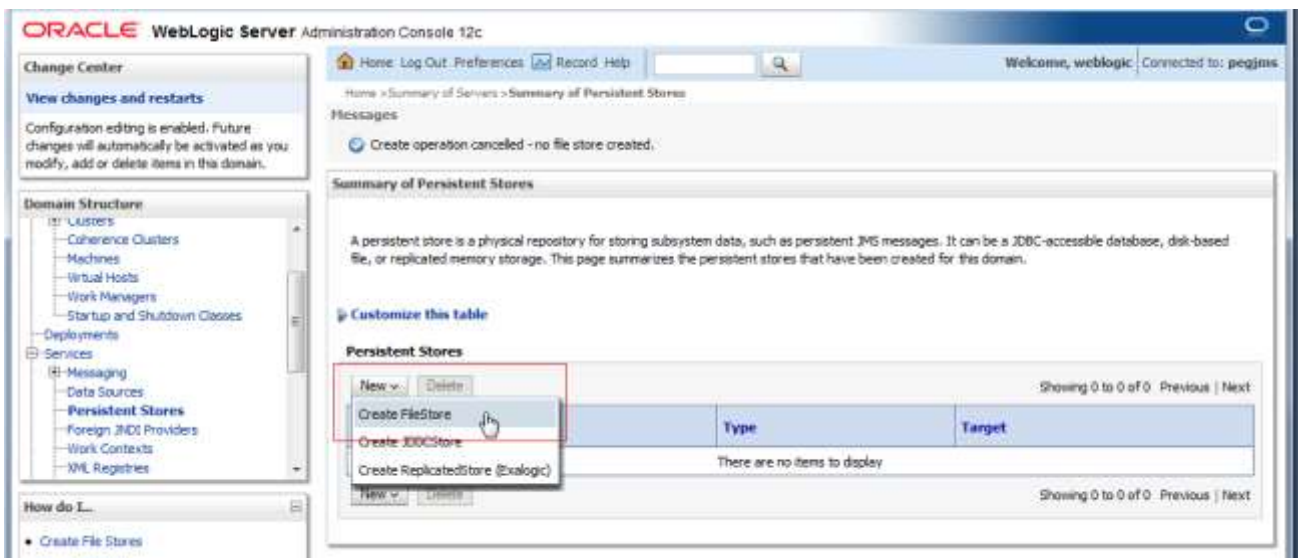 ORACLE WebLogic Server Administration Console 12c
Change Center
View changes and restarts
Configuration editing is enabled. Future
changes will automatically be activated as you
modify, add or delete items in this domain.
Domain Structure
Clusters
Coherence Clusters
Machines
Virtual Hosts
Work Managers
Startup and Shutdown Classes
Deployments
Services
Messaging
Data Sources
Persistent Stores
Foreign JNDI Providers
Work Contexts
XML Registries
How do I...
Create File Stores
Home Log Out Preferences Record Help
Welcome, weblogic Connected to: pegjms
Home >Summary of Servers >Summary of Persistent Stores
Messages
Create operation cancelled - no file store created.
Summary of Persistent Stores
A persistent store is a physical repository for storing subsystem data, such as persistent JMS messages. It can be a JDBC-accessible database, disk-based
file, or replicated memory storage. This page summarizes the persistent stores that have been created for this domain.
Customize this table
Persistent Stores
New Delete
Showing 0 to 0 of 0 Previous | Next
Create FileStore
Create JDBCStore
Create ReplicatedStore (Exalogic)
Type Target
There are no items to display
New Delete
Showing 0 to 0 of 0 Previous | Next